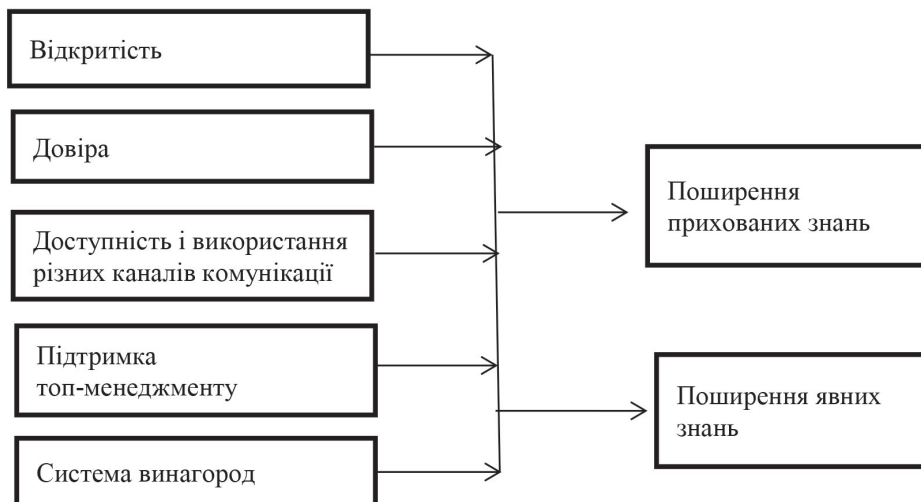 Відкритість
Довіра
Доступність і використання
різних каналів комунікації
Підтримка
топ-менеджменту
Система винагород
Поширення
прихованих знань
Поширення явних
знань